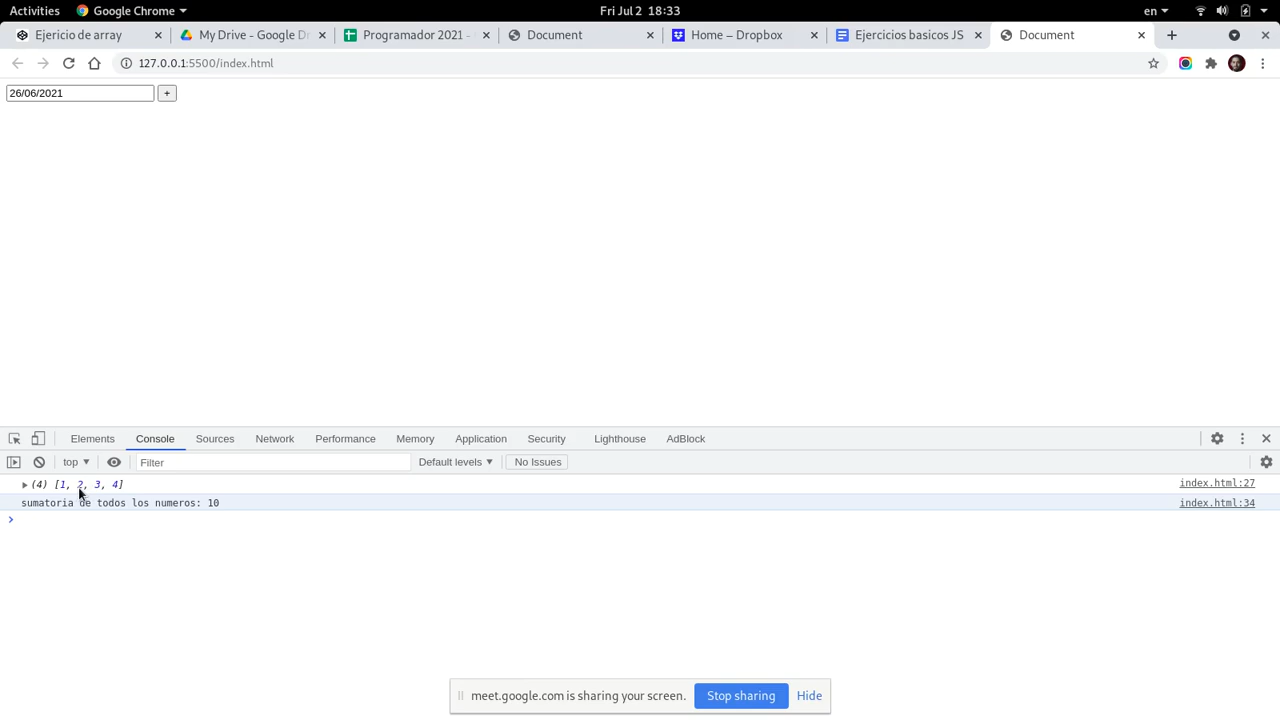 Activities Google Chrome Fri Jul 2 18:33 en
Ejericio de array My Drive - Google Dr Programador 2021 - Document Home – Dropbox Ejercicios basicos JS Document
127.0.0.1:5500/index.html
26/06/2021 +
Elements Console Sources Network Performance Memory Application Security Lighthouse AdBlock
top Filter Default levels No Issues
(4) [1, 2, 3, 4] index.html:27
sumatoria de todos los numeros: 10 index.html:34
meet.google.com is sharing your screen. Stop sharing Hide